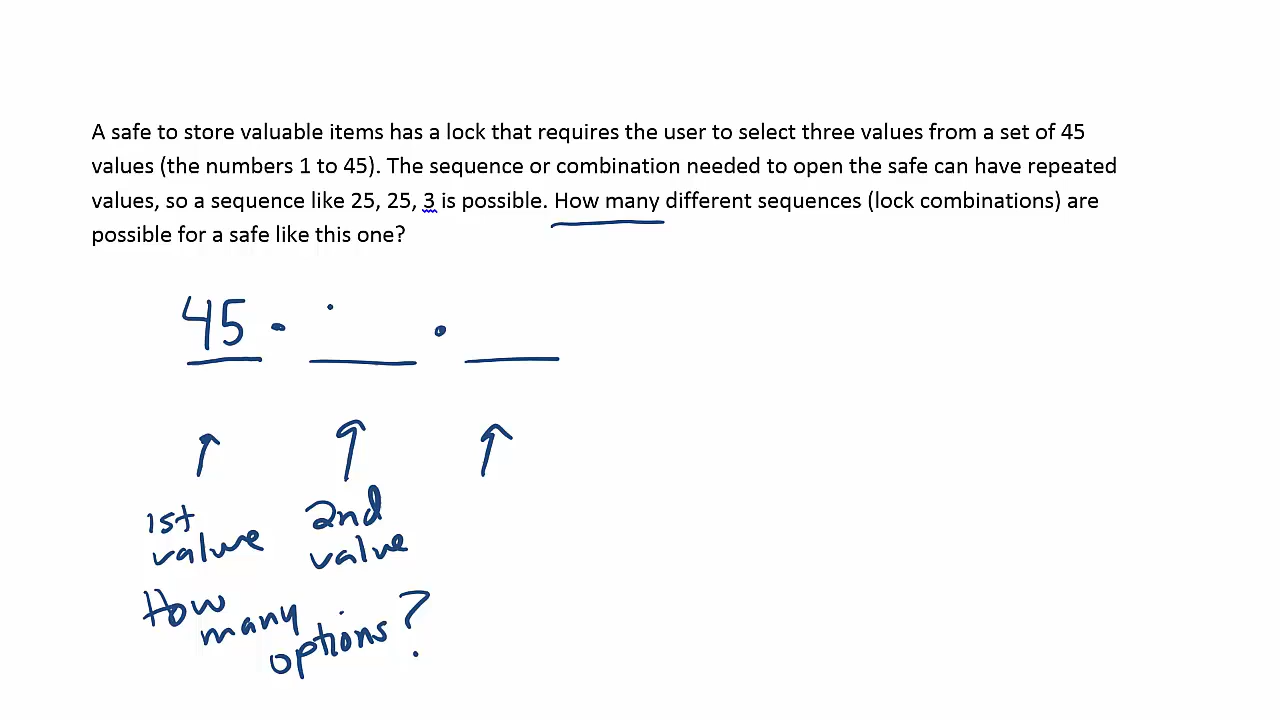 A safe to store valuable items has a lock that requires the user to select three values from a set of 45
values (the numbers 1 to 45). The sequence or combination needed to open the safe can have repeated
values, so a sequence like 25, 25, 3 is possible. How many different sequences (lock combinations) are
possible for a safe like this one?
45 · ___ · ___
1st 2nd
value value
How
many
options?